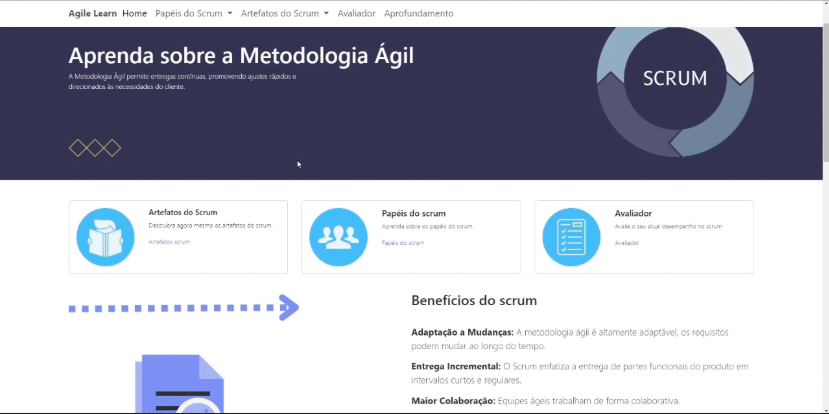 Agile Learn Home Papéis do Scrum Artefatos do Scrum Avaliador Aprofundamento
Aprenda sobre a Metodologia Ágil
A Metodologia Ágil permite entregas contínuas, promovendo ajustes rápidos e
direcionados às necessidades do cliente.
SCRUM
Artefatos do Scrum
Descrubra agora mesmo os artefatos do scrum.
Artefatos scrum
Papéis do scrum
Aprenda sobre os papéis do scrum.
Papéis do scrum
Avaliador
Avalie o seu atual desempenho no scrum
Avaliador
Benefícios do scrum
Adaptação a Mudanças: A metodologia ágil é altamente adaptável, os requisitos
podem mudar ao longo do tempo.
Entrega Incremental: O Scrum enfatiza a entrega de partes funcionais do produto em
intervalos curtos e regulares.
Maior Colaboração: Equipes ágeis trabalham de forma colaborativa.